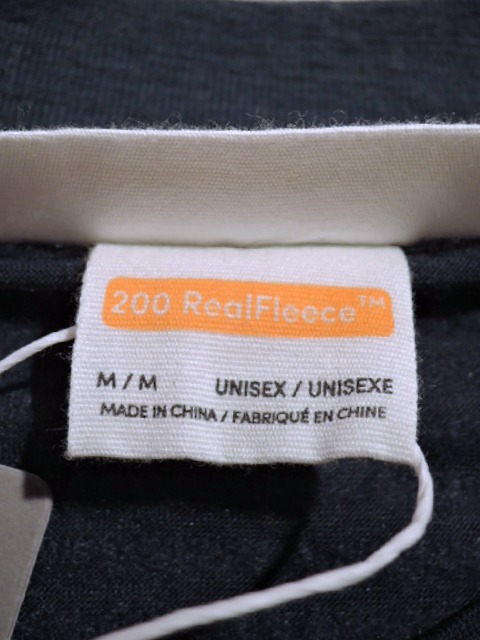 200 RealFleece™
M / M UNISEX / UNISEXE
MADE IN CHINA / FABRIQUÉ EN CHINE